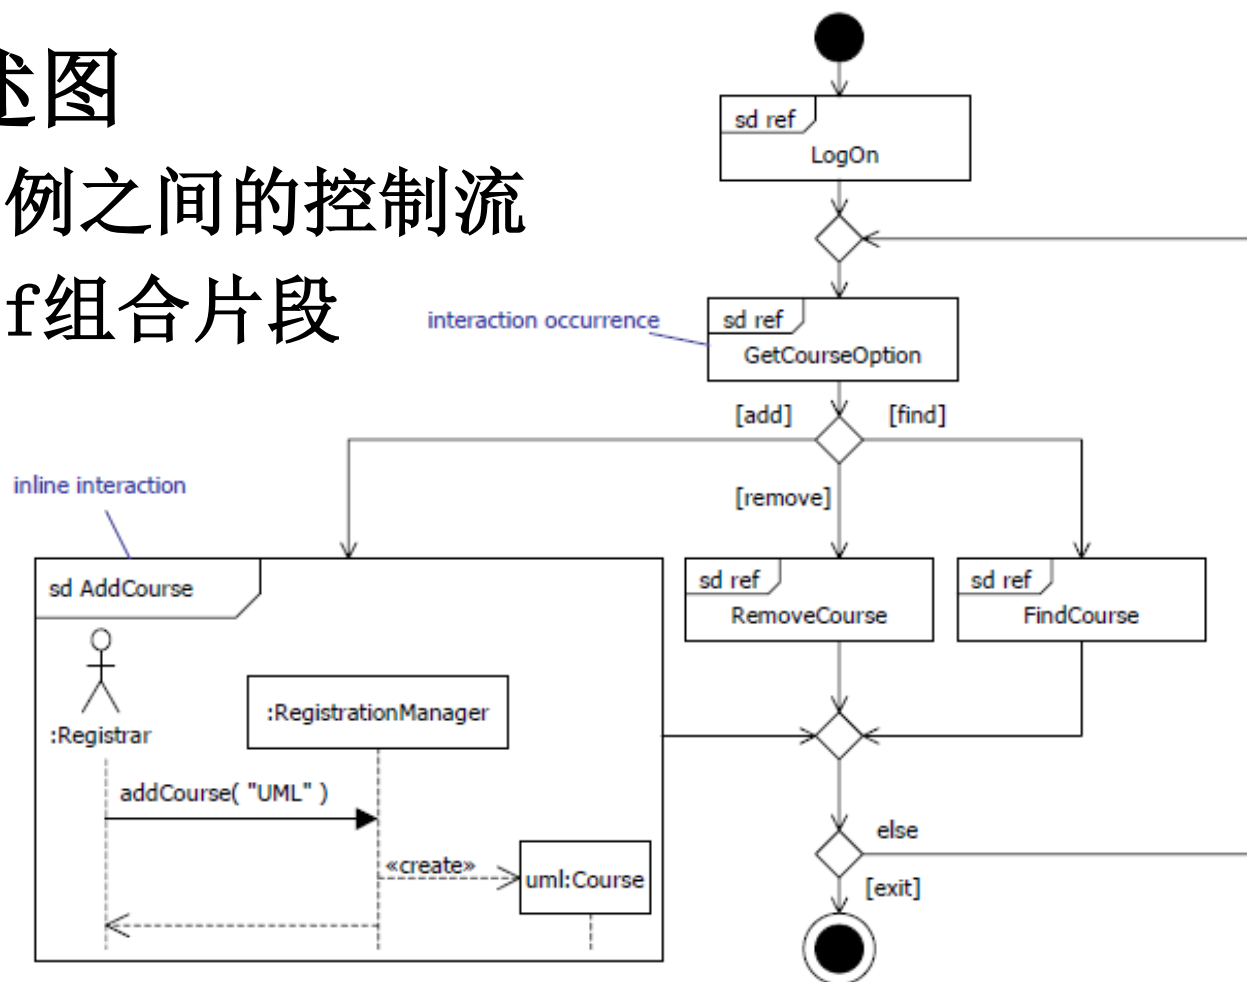 述图
例之间的控制流
f组合片段
sd ref
LogOn
interaction occurrence
sd ref
GetCourseOption
[add]
[find]
inline interaction
[remove]
sd AddCourse
sd ref
RemoveCourse
sd ref
FindCourse
:Registrar
:RegistrationManager
addCourse( "UML" )
«create»
uml:Course
else
[exit]